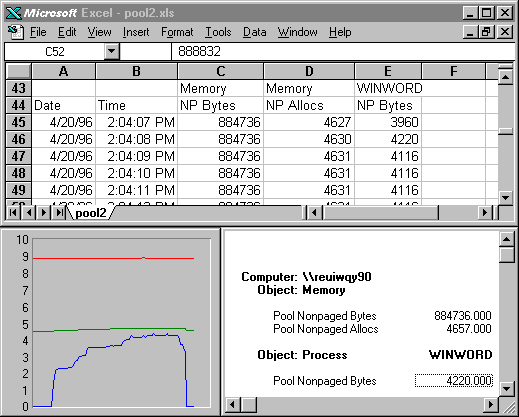 Microsoft Excel - pool2.xls
File Edit View Insert Format Tools Data Window Help
C52 888832
A B C D E F
43 Memory Memory WINWORD
44 Date Time NP Bytes NP Allocs NP Bytes
45 4/20/96 2:04:07 PM 884736 4627 3960
46 4/20/96 2:04:08 PM 884736 4630 4220
47 4/20/96 2:04:09 PM 884736 4631 4116
48 4/20/96 2:04:10 PM 884736 4631 4116
49 4/20/96 2:04:11 PM 884736 4631 4116
pool2
10
9
8
7
6
5
4
3
2
1
0
Computer: \\reuiwqy90
Object: Memory
Pool Nonpaged Bytes 884736.000
Pool Nonpaged Allocs 4657.000
Object: Process WINWORD
Pool Nonpaged Bytes 4220.000